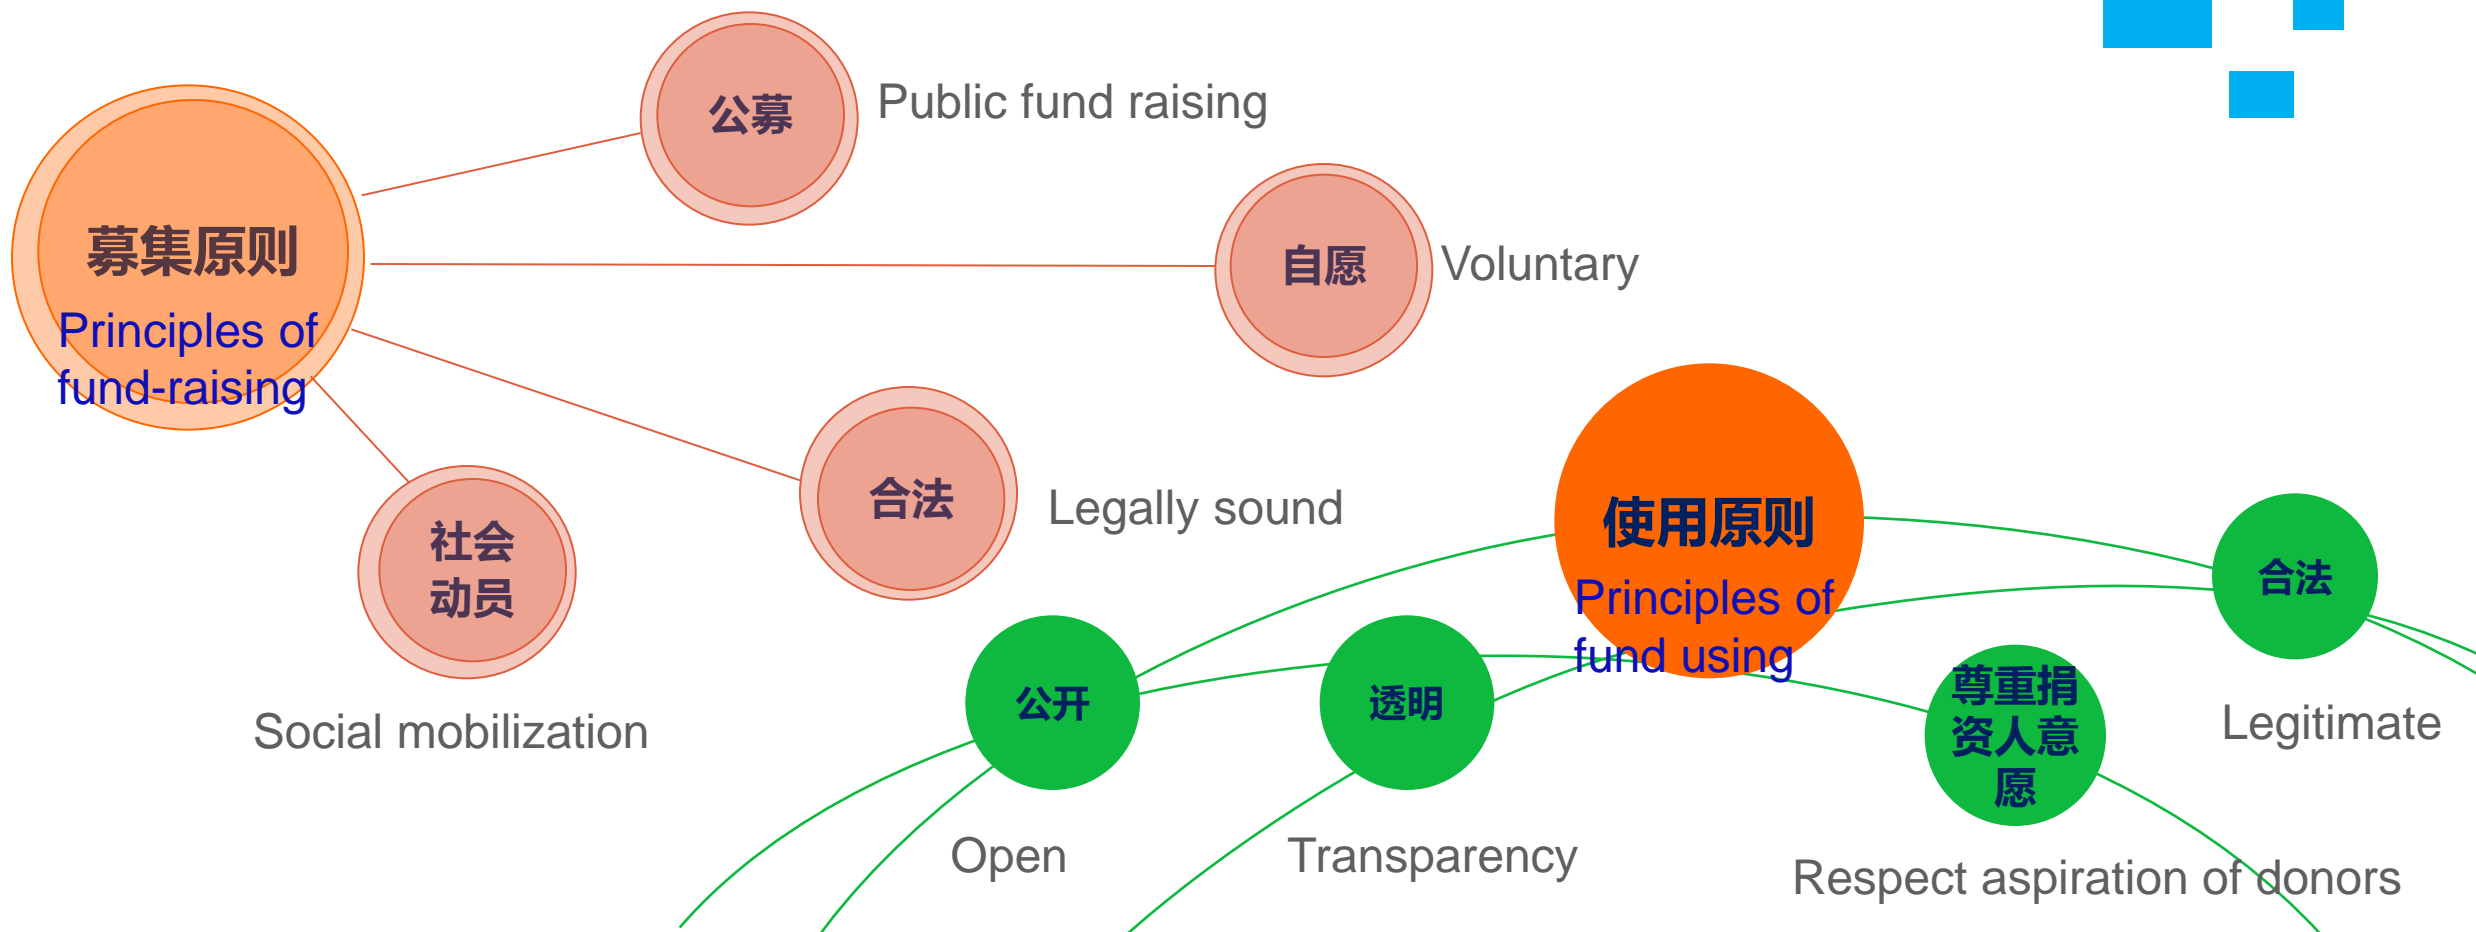 公募
Public fund raising
募集原则
Principles of
fund-raising
自愿
Voluntary
合法
Legally sound
社会
动员
Social mobilization
使用原则
Principles of
fund using
公开
Open
透明
Transparency
尊重捐
资人意
愿
Respect aspiration of donors
合法
Legitimate